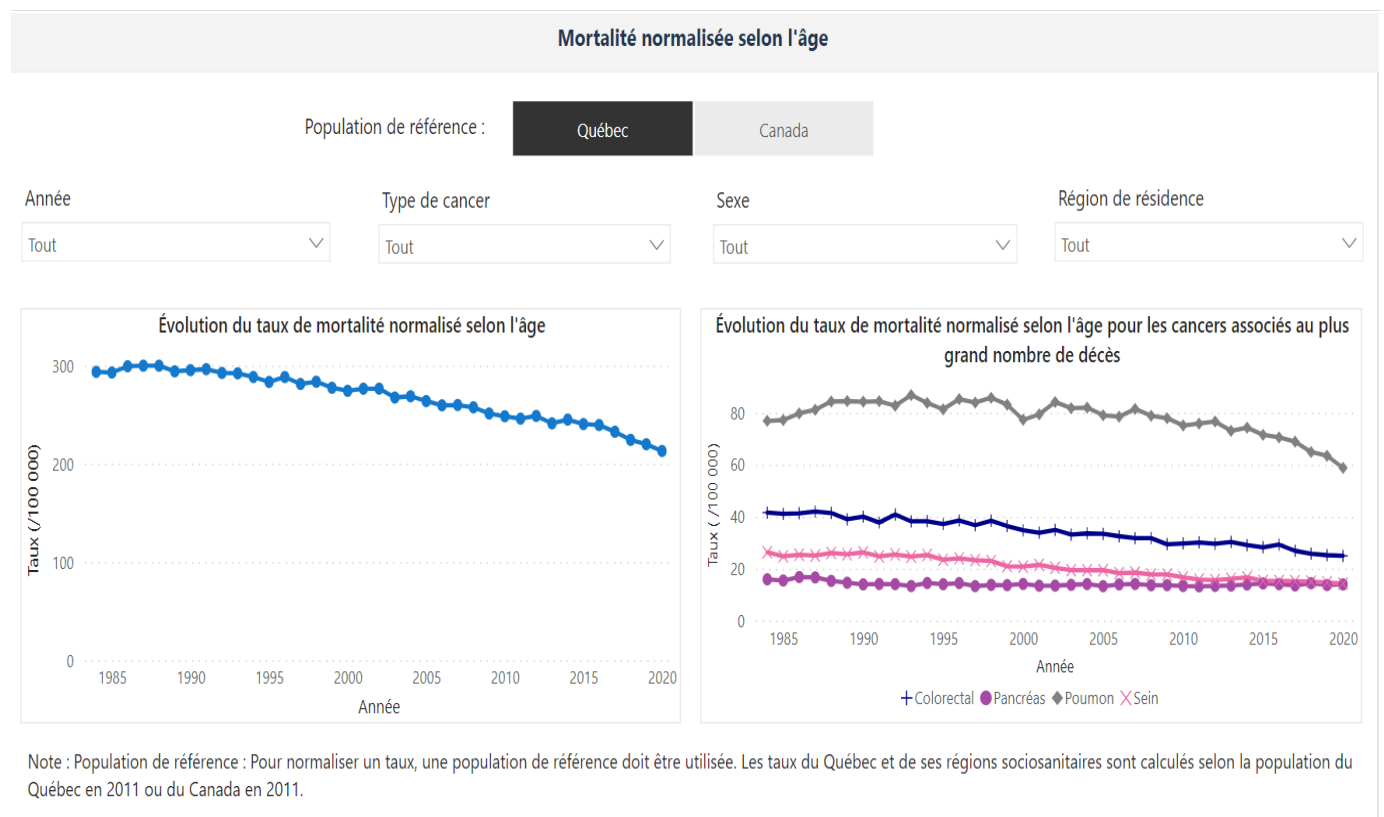 Mortalité normalisée selon l'âge
Population de référence :
Québec
Canada
Année
Type de cancer
Sexe
Région de résidence
Tout
Tout
Tout
Tout
Évolution du taux de mortalité normalisé selon l'âge
300
200
100
0
Taux (/100 000)
1985 1990 1995 2000 2005 2010 2015 2020
Année
Évolution du taux de mortalité normalisé selon l'âge pour les cancers associés au plus
grand nombre de décès
80
60
40
20
0
Taux ( /100 000)
1985 1990 1995 2000 2005 2010 2015 2020
Année
Colorectal Pancréas Poumon Sein
Note : Population de référence : Pour normaliser un taux, une population de référence doit être utilisée. Les taux du Québec et de ses régions sociosanitaires sont calculés selon la population du
Québec en 2011 ou du Canada en 2011.